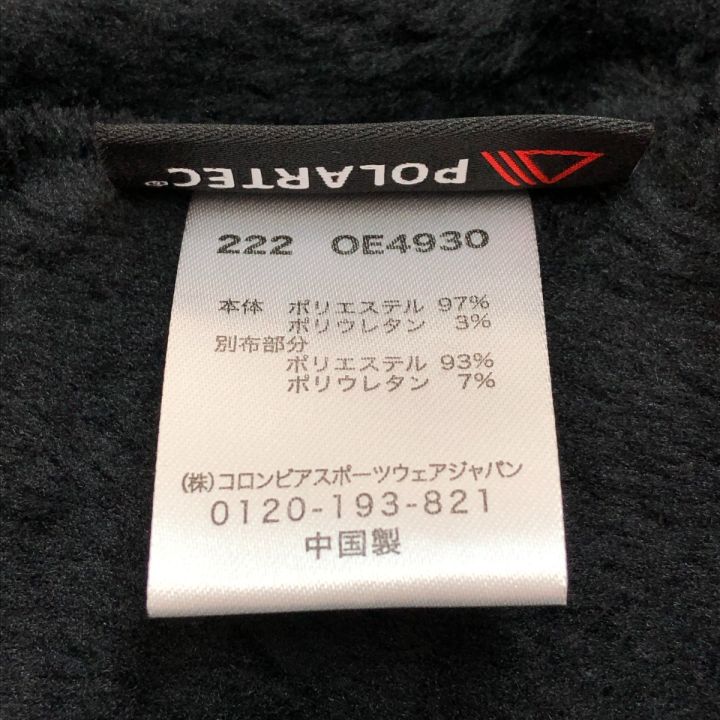 POLARTEC®
222 OE4930
本体 ポリエステル 97%
ポリウレタン 3%
別布部分
ポリエステル 93%
ポリウレタン 7%
(株)コロンビアスポーツウェアジャパン
0120-193-821
中国製